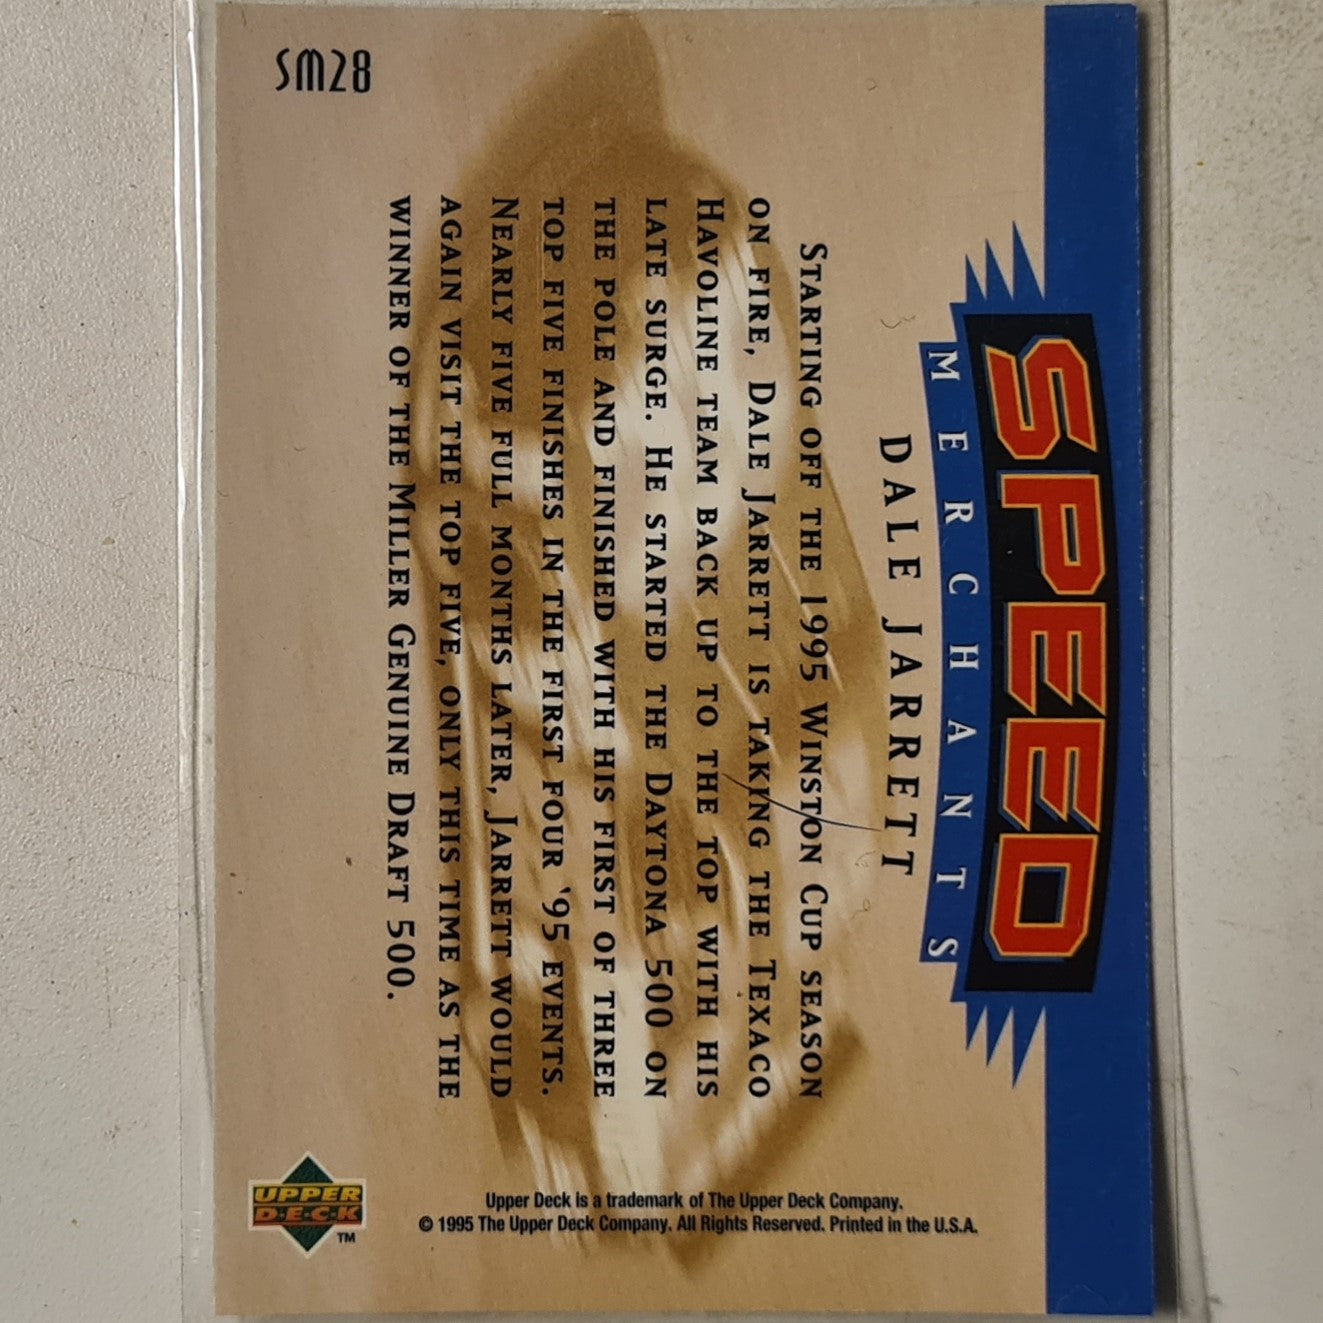 SPEED
MERCHANTS
DALE JARRETT
STARTING OFF THE 1995 WINSTON CUP SEASON
ON FIRE, DALE JARRETT IS TAKING THE TEXACO
HAVOLINE TEAM BACK UP TO THE TOP WITH HIS
LATE SURGE. HE STARTED THE DAYTONA 500 ON
THE POLE AND FINISHED WITH HIS FIRST OF THREE
TOP FIVE FINISHES IN THE FIRST FOUR '95 EVENTS.
NEARLY FIVE FULL MONTHS LATER, JARRETT WOULD
AGAIN VISIT THE TOP FIVE, ONLY THIS TIME AS THE
WINNER OF THE MILLER GENUINE DRAFT 500.
SM28
Upper Deck is a trademark of The Upper Deck Company.
© 1995 The Upper Deck Company. All Rights Reserved. Printed in the U.S.A.
UPPER
D·E·C·K
TM